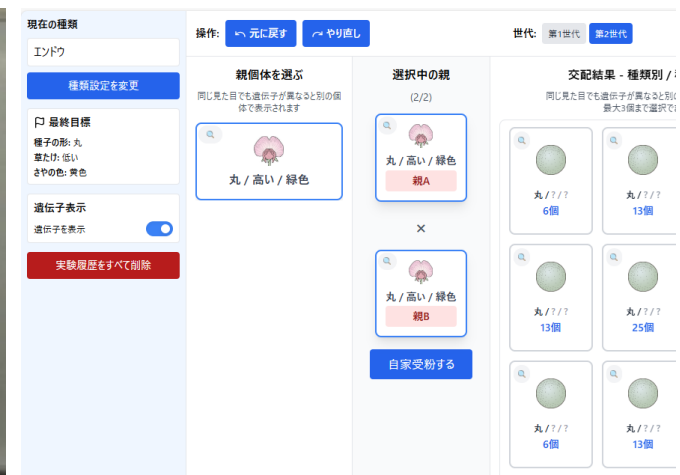 現在の種類
エンドウ
種類設定を変更
最終目標
種子の形: 丸
草たけ: 低い
さやの色: 黄色
遺伝子表示
遺伝子を表示
実験履歴をすべて削除
操作:
元に戻す
やり直し
世代:
第1世代
第2世代
親個体を選ぶ
同じ見た目でも遺伝子が異なると別の個
体で表示されます
丸 / 高い / 緑色
選択中の親
(2/2)
丸 / 高い / 緑色
親A
×
丸 / 高い / 緑色
親B
自家受粉する
交配結果 - 種類別 /
同じ見た目でも遺伝子が異なると別の
最大3個まで選択で
丸 / ? / ?
6個
丸 / ? / ?
13個
丸 / ? / ?
13個
丸 / ? / ?
25個
丸 / ? / ?
6個
丸 / ? / ?
13個